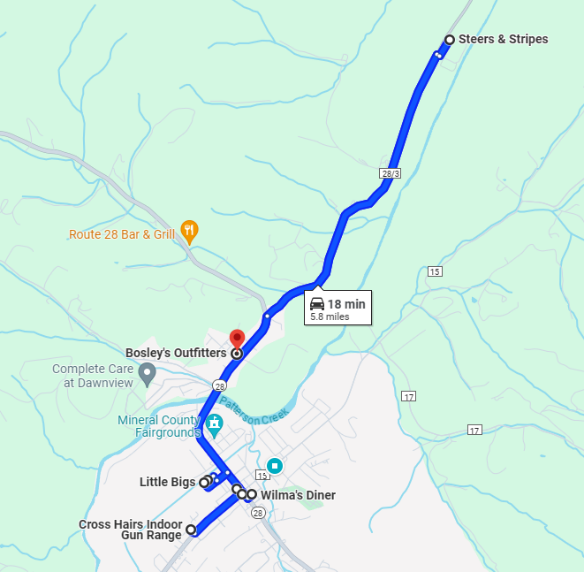 Steers & Stripes
28/3
Route 28 Bar & Grill
15
18 min
5.8 miles
Bosley's Outfitters
Complete Care
at Dawnview
28
17
Patterson Creek
Mineral County
Fairgrounds
17
Little Bigs
15
Wilma's Diner
28
Cross Hairs Indoor
Gun Range